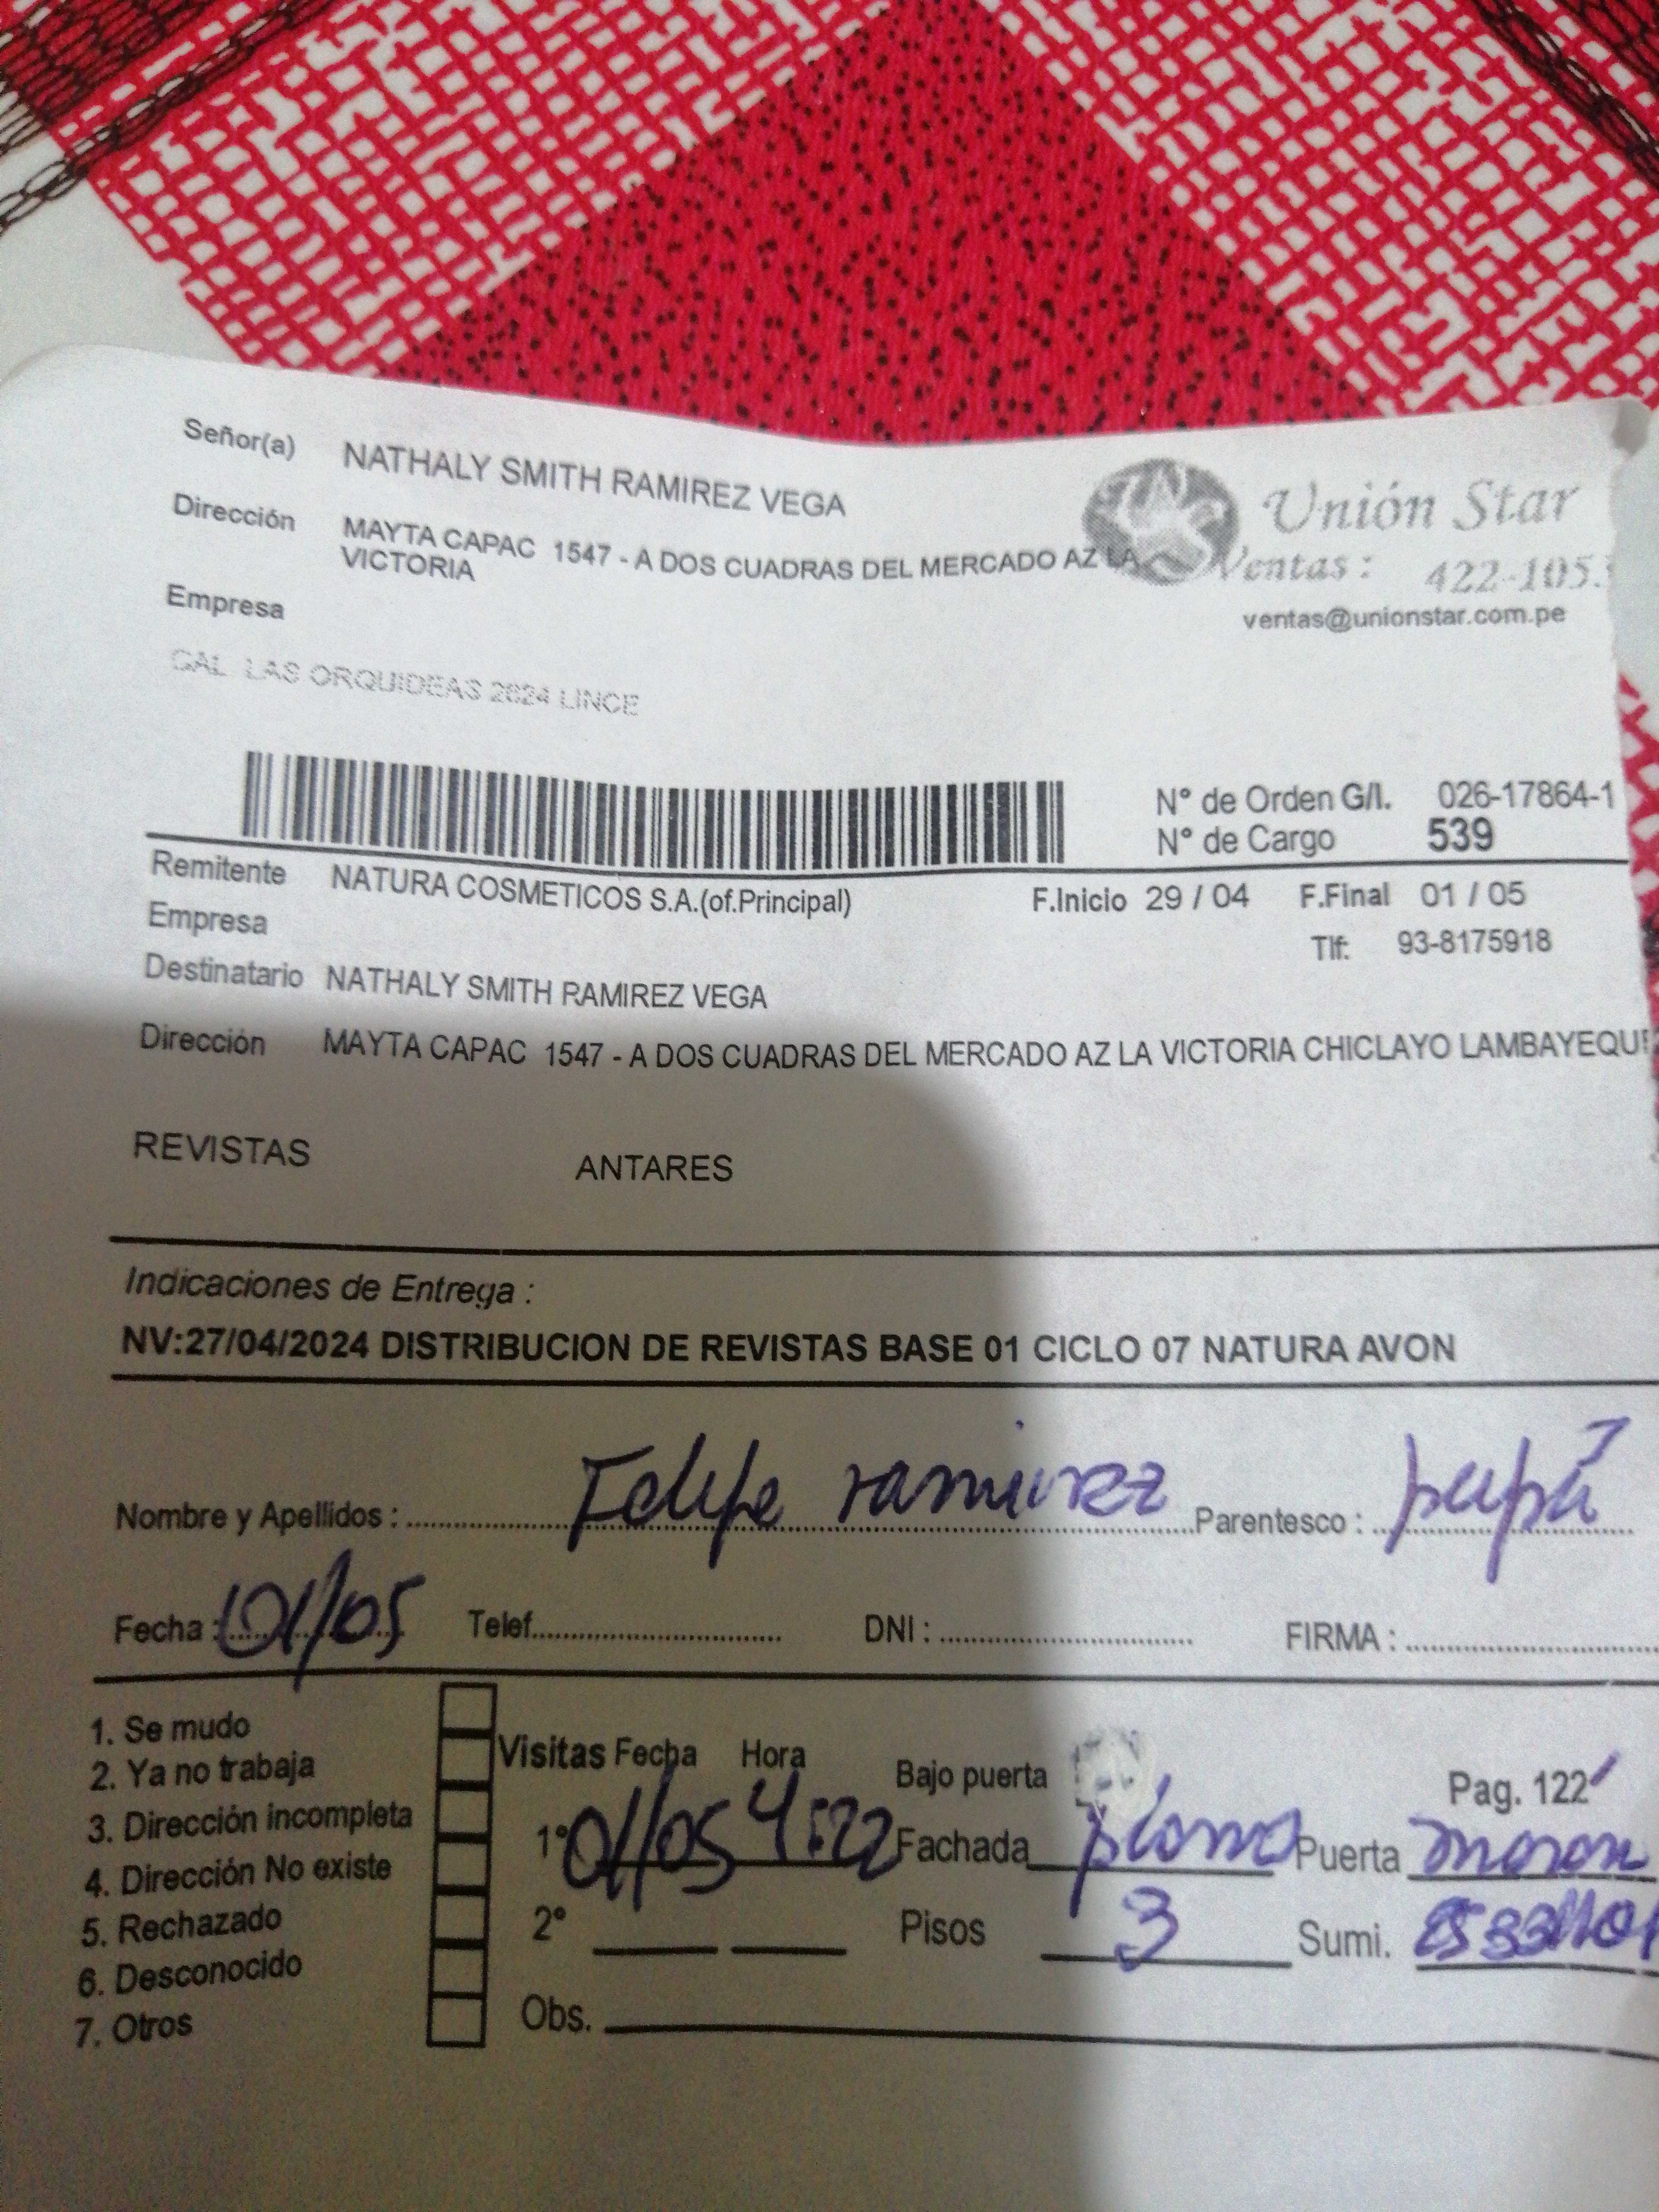 Señor(a) NATHALY SMITH RAMIREZ VEGA
Unión Star
Dirección MAYTA CAPAC 1547 - A DOS CUADRAS DEL MERCADO AZ LA
VICTORIA
Ventas: 422-105
ventas@unionstar.com.pe
Empresa
CAL LAS ORQUIDEAS 2624 LINCE
N° de Orden G/I. 026-17864-1
N° de Cargo 539
Remitente NATURA COSMETICOS S.A.(of.Principal) F.Inicio 29 / 04 F.Final 01 / 05
Empresa
Tlf: 93-8175918
Destinatario NATHALY SMITH RAMIREZ VEGA
Dirección MAYTA CAPAC 1547 - A DOS CUADRAS DEL MERCADO AZ LA VICTORIA CHICLAYO LAMBAYEQUE
REVISTAS ANTARES
Indicaciones de Entrega :
NV:27/04/2024 DISTRIBUCION DE REVISTAS BASE 01 CICLO 07 NATURA AVON
Nombre y Apellidos : Felipe ramirez Parentesco : papá
Fecha : 01/05 Telef. DNI : FIRMA :
1. Se mudo
2. Ya no trabaja
3. Dirección incompleta
4. Dirección No existe
5. Rechazado
6. Desconocido
7. Otros
Visitas Fecha Hora Bajo puerta Pag. 122
1° 01/05 4:22 Fachada plomo Puerta marron
2° Pisos 3 Sumi.
Obs.